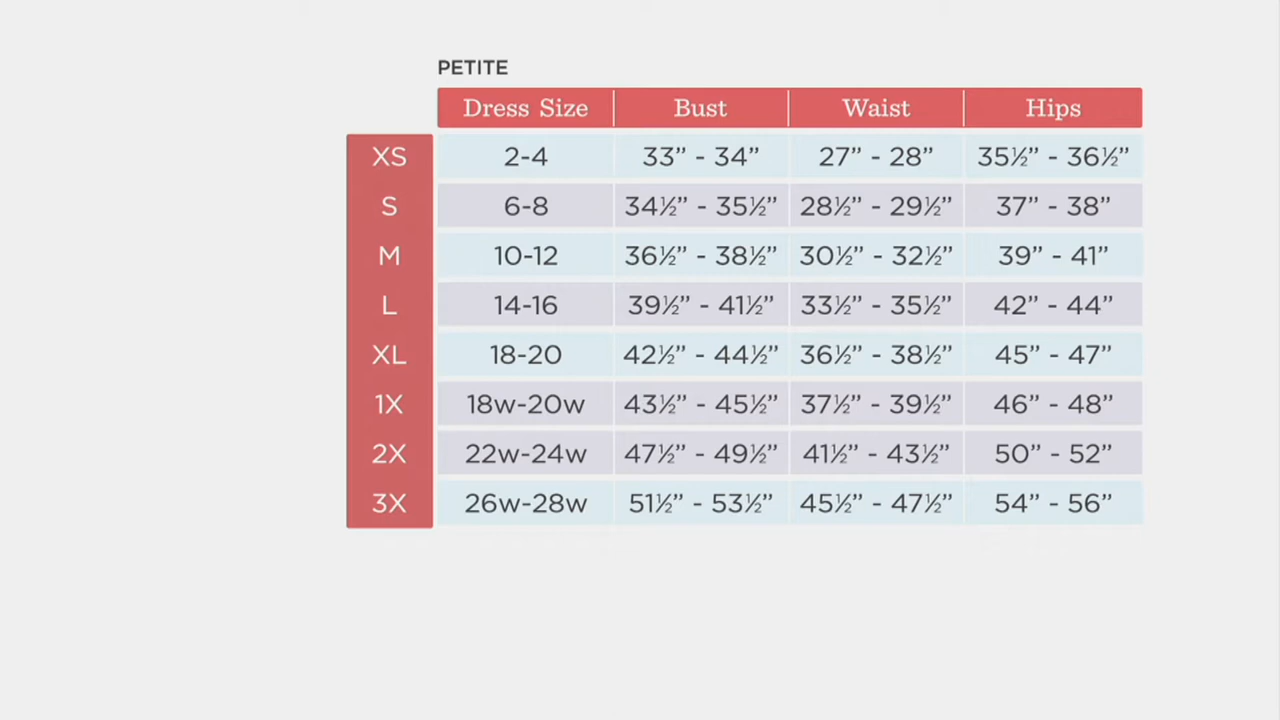 PETITE
Dress Size Bust Waist Hips
XS 2-4 33” - 34” 27” - 28” 35½” - 36½”
S 6-8 34½” - 35½” 28½” - 29½” 37” - 38”
M 10-12 36½” - 38½” 30½” - 32½” 39” - 41”
L 14-16 39½” - 41½” 33½” - 35½” 42” - 44”
XL 18-20 42½” - 44½” 36½” - 38½” 45” - 47”
1X 18w-20w 43½” - 45½” 37½” - 39½” 46” - 48”
2X 22w-24w 47½” - 49½” 41½” - 43½” 50” - 52”
3X 26w-28w 51½” - 53½” 45½” - 47½” 54” - 56”